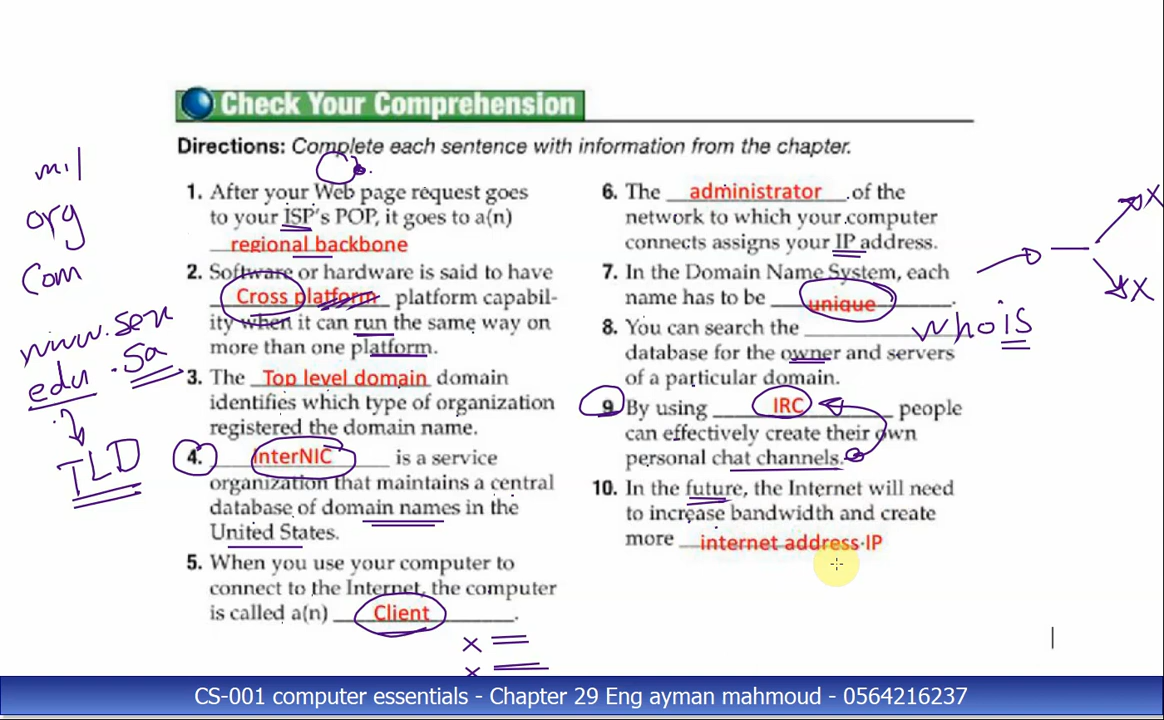 Check Your Comprehension
Directions: Complete each sentence with information from the chapter.
mil
org
com
www.seu
edu .sa
TLD
1. After your Web page request goes
to your ISP's POP, it goes to a(n)
regional backbone
2. Software or hardware is said to have
Cross platform platform capabil-
ity when it can run the same way on
more than one platform.
3. The Top level domain domain
identifies which type of organization
registered the domain name.
4. InterNIC is a service
organization that maintains a central
database of domain names in the
United States.
5. When you use your computer to
connect to the Internet, the computer
is called a(n) Client.
x
x
6. The administrator of the
network to which your computer
connects assigns your IP address.
7. In the Domain Name System, each
name has to be unique.
8. You can search the whois
database for the owner and servers
of a particular domain.
9. By using IRC people
can effectively create their own
personal chat channels.
10. In the future, the Internet will need
to increase bandwidth and create
more internet address IP
x
x
CS-001 computer essentials - Chapter 29 Eng ayman mahmoud - 0564216237